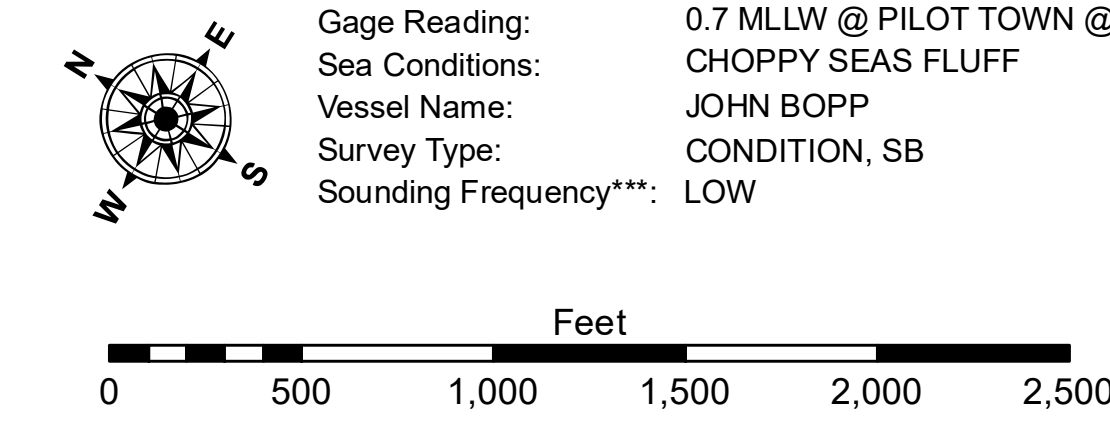 N
E
S
W
Gage Reading: 0.7 MLLW @ PILOT TOWN @
Sea Conditions: CHOPPY SEAS FLUFF
Vessel Name: JOHN BOPP
Survey Type: CONDITION, SB
Sounding Frequency***: LOW
Feet
0 500 1,000 1,500 2,000 2,500